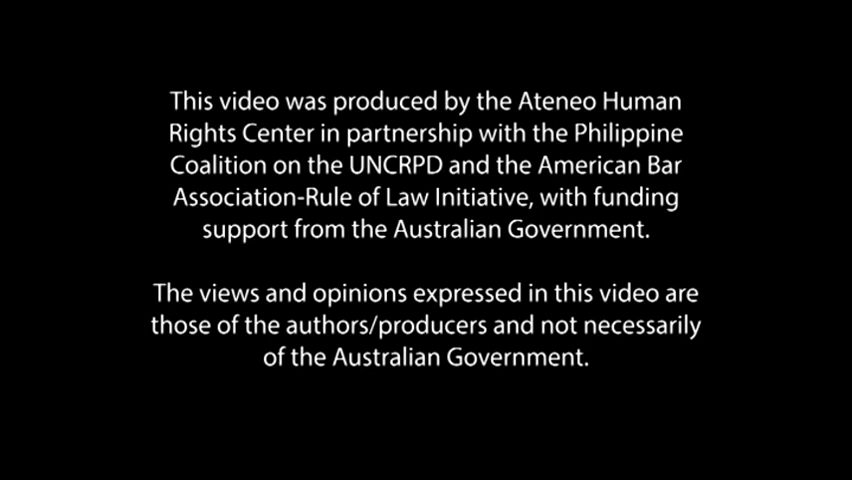 This video was produced by the Ateneo Human
Rights Center in partnership with the Philippine
Coalition on the UNCRPD and the American Bar
Association-Rule of Law Initiative, with funding
support from the Australian Government.
The views and opinions expressed in this video are
those of the authors/producers and not necessarily
of the Australian Government.